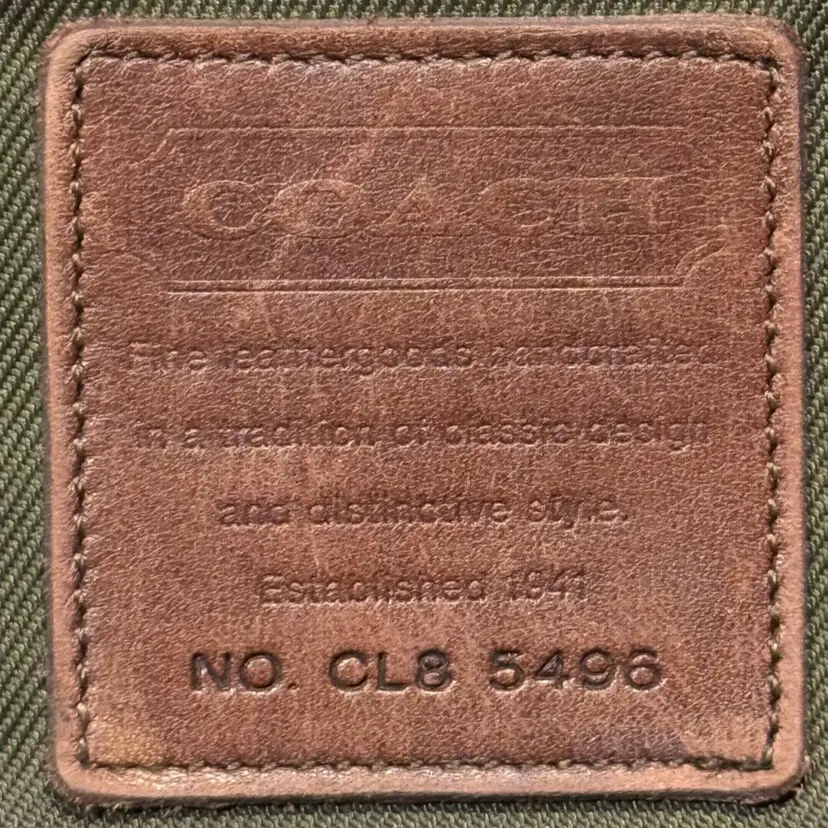 COACH
Fine leathergoods handcrafted
in a tradition of classic design
and distinctive style.
Established 1941
NO. CL8 5496